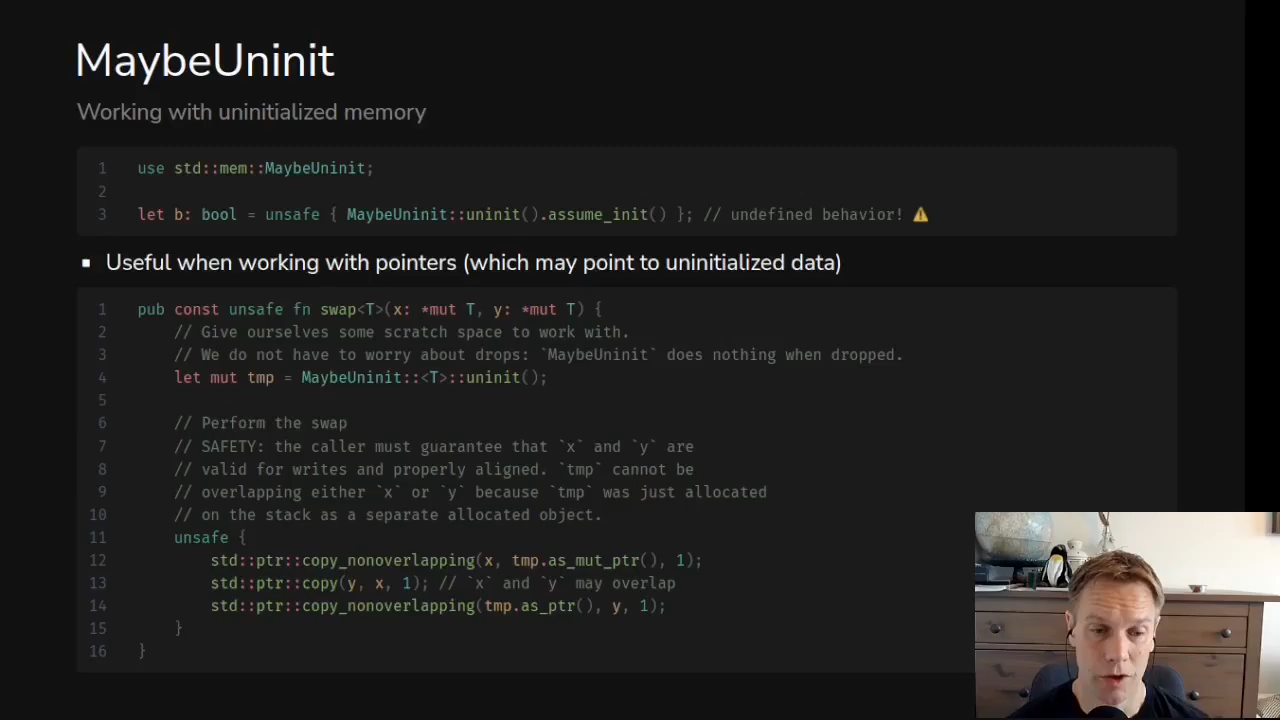 MaybeUninit
Working with uninitialized memory
1 use std::mem::MaybeUninit;
2
3 let b: bool = unsafe { MaybeUninit::uninit().assume_init() }; // undefined behavior! ⚠
▪ Useful when working with pointers (which may point to uninitialized data)
1 pub const unsafe fn swap<T>(x: *mut T, y: *mut T) {
2 // Give ourselves some scratch space to work with.
3 // We do not have to worry about drops: `MaybeUninit` does nothing when dropped.
4 let mut tmp = MaybeUninit::<T>::uninit();
5
6 // Perform the swap
7 // SAFETY: the caller must guarantee that `x` and `y` are
8 // valid for writes and properly aligned. `tmp` cannot be
9 // overlapping either `x` or `y` because `tmp` was just allocated
10 // on the stack as a separate allocated object.
11 unsafe {
12 std::ptr::copy_nonoverlapping(x, tmp.as_mut_ptr(), 1);
13 std::ptr::copy(y, x, 1); // `x` and `y` may overlap
14 std::ptr::copy_nonoverlapping(tmp.as_ptr(), y, 1);
15 }
16 }